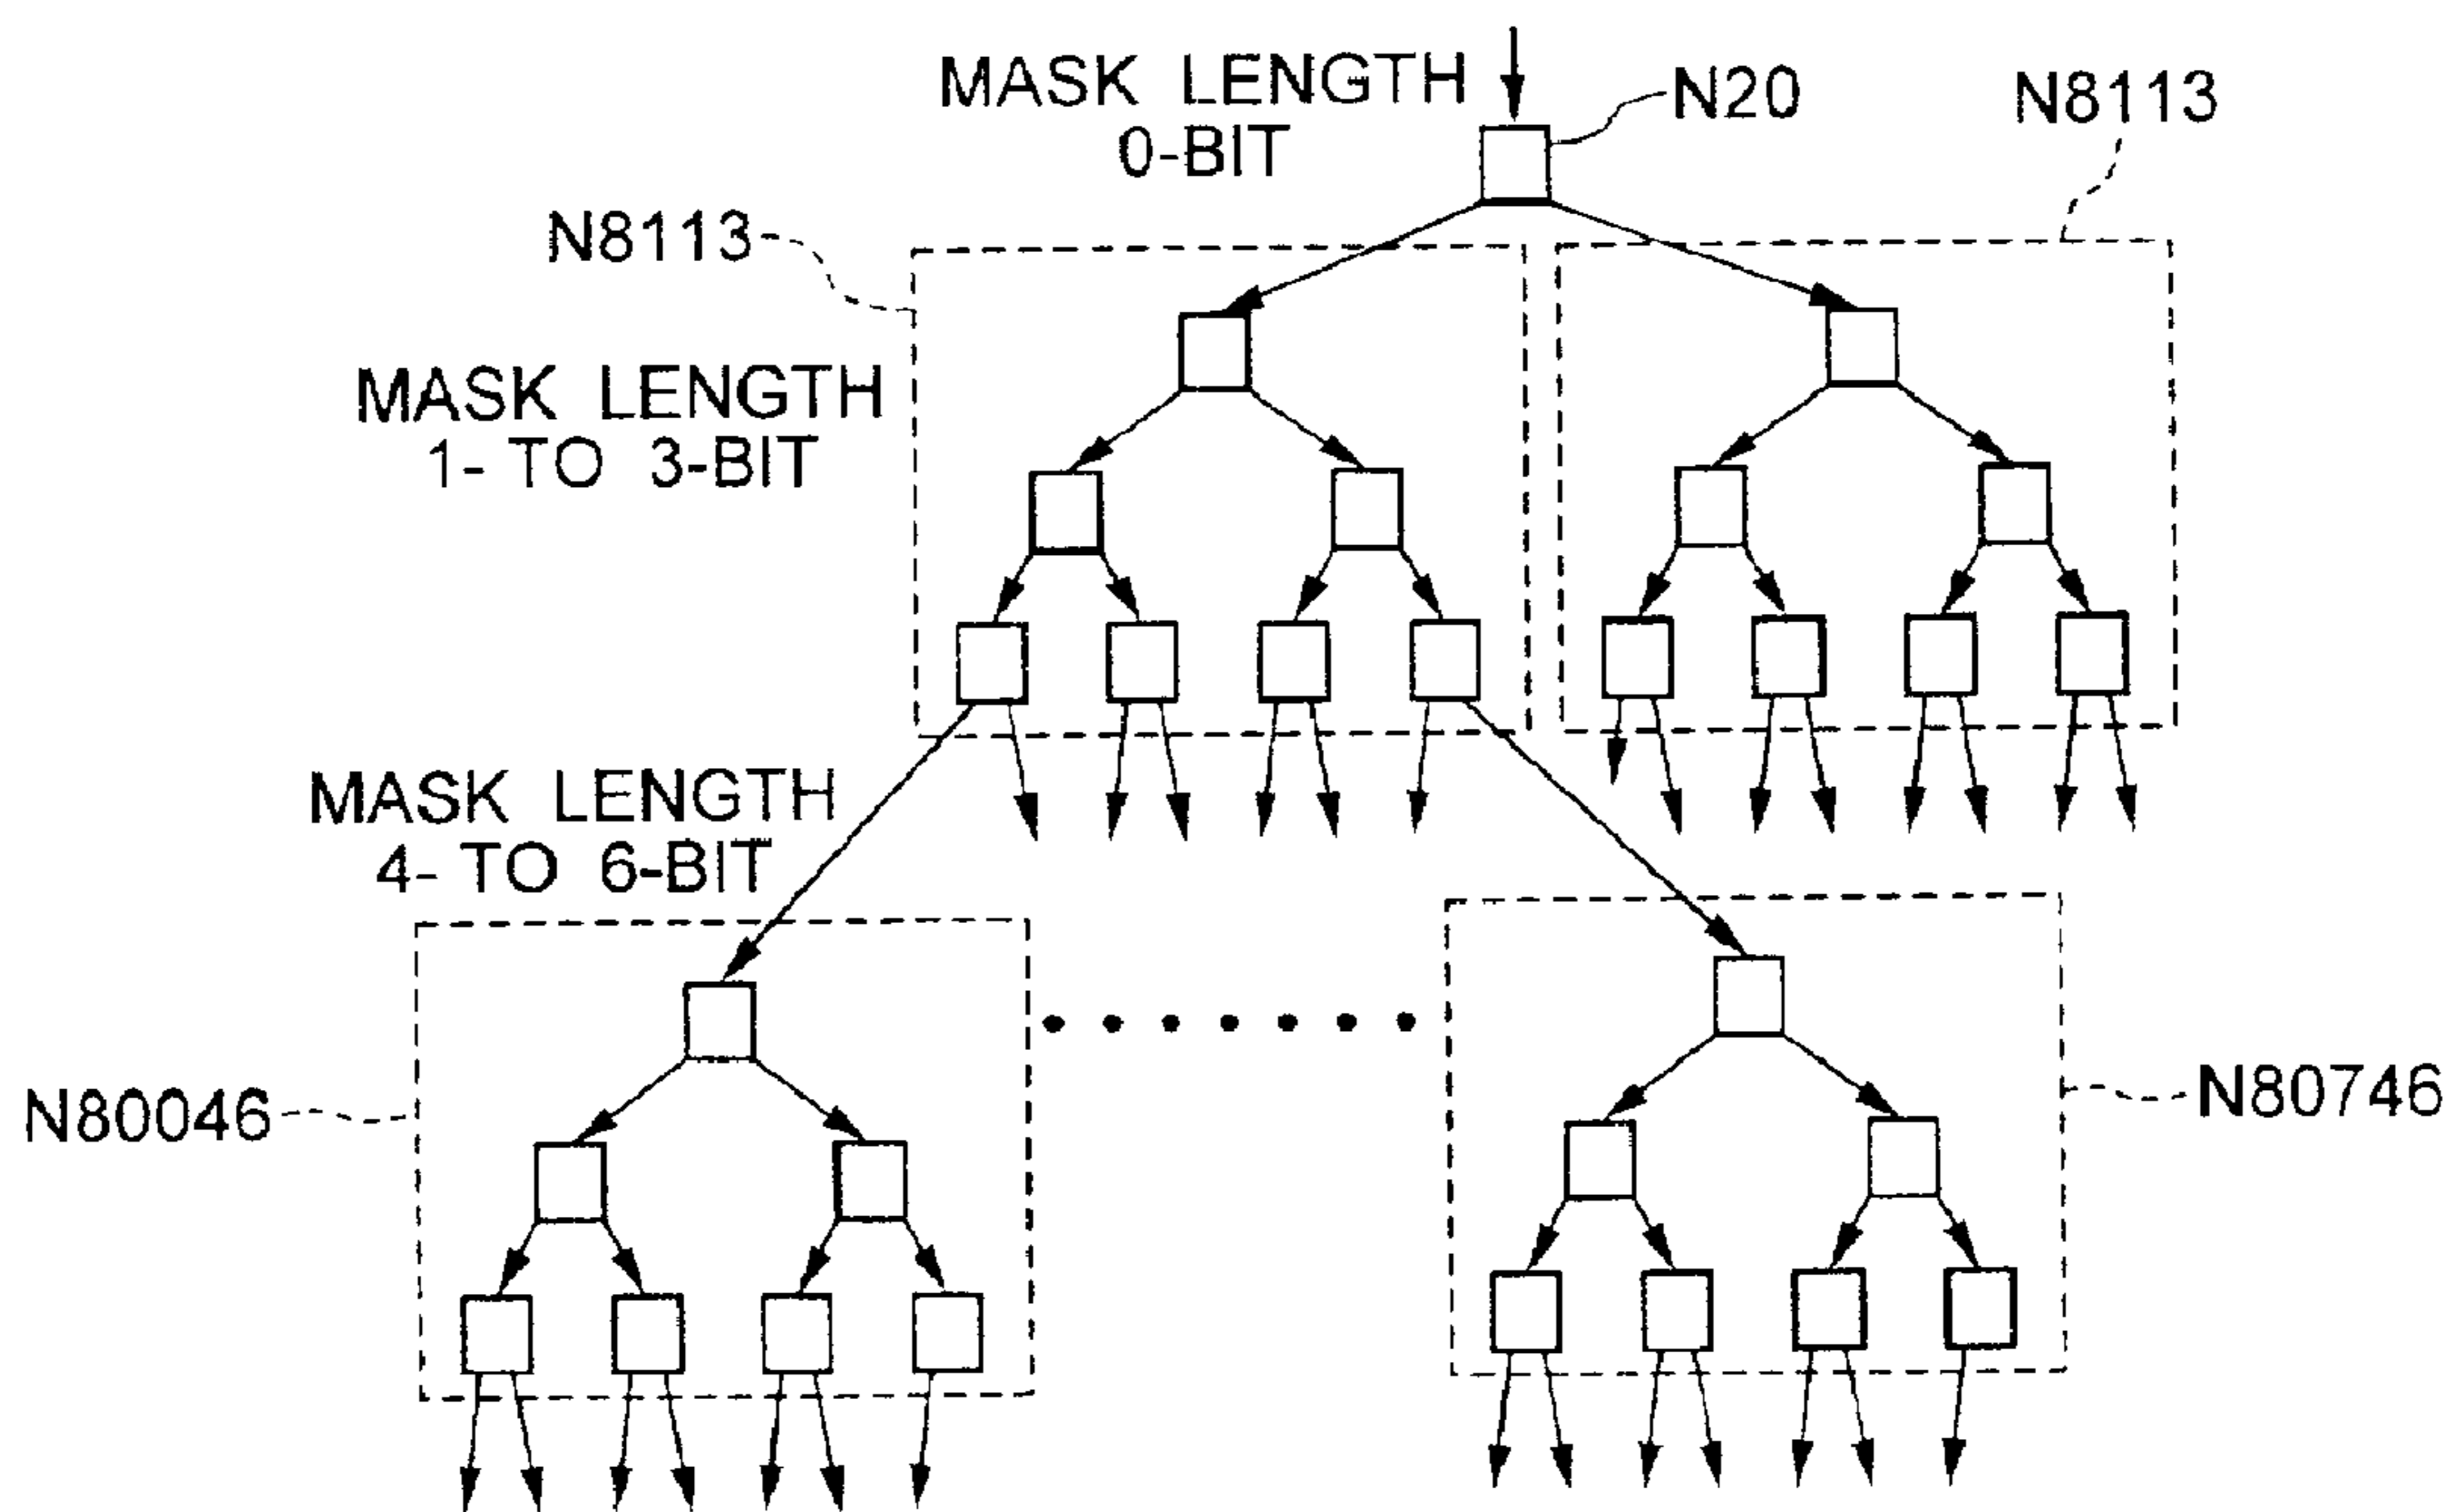 MASK LENGTH
0-BIT
N20
N8113
N8113
MASK LENGTH
1- TO 3-BIT
MASK LENGTH
4- TO 6-BIT
N80046
N80746